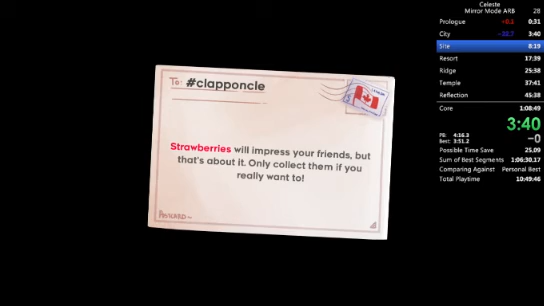 Celeste
Mirror Mode ARB 28
Prologue +0.1 0:31
City -20.7 3:40
Site 8:19
Resort 17:39
Ridge 25:38
Temple 37:41
Reflection 45:38
Core 1:08:49
3:40
PB: 4:16.3
Best: 3:51.2
-0
Possible Time Save 25.09
Sum of Best Segments 1:06:30.17
Comparing Against Personal Best
Total Playtime 10:49:46
To: #clapponcle
Strawberries will impress your friends, but
that's about it. Only collect them if you
really want to!
POSTCARD~